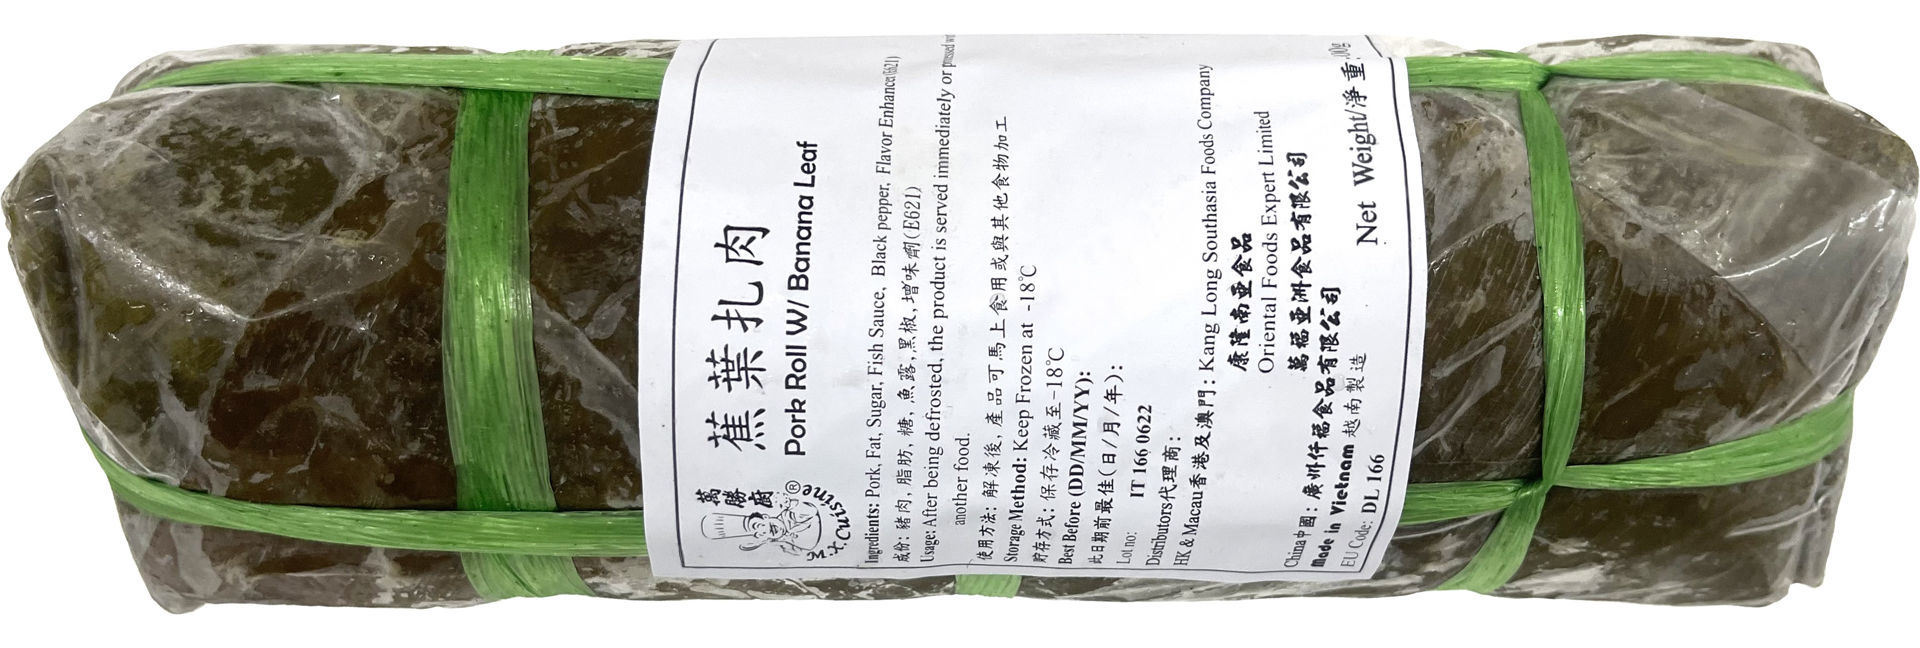 蕉葉扎肉
Pork Roll W/ Banana Leaf
萬勝廚
®
t. Cuisine
Ingredients: Pork, Fat, Sugar, Fish Sauce, Black pepper, Flavor Enhancer(E621)
成份: 豬肉, 脂肪, 糖, 魚露, 黑椒, 增味劑(E621)
Usage: After being defrosted, the product is served immediately or
another food.
使用方法: 解凍後, 產品可馬上食用或與其他食物加工
Storage Method: Keep Frozen at -18℃
貯存方式: 保存冷藏至-18℃
Best Before (DD/MM/YY):
此日期前最佳(日/月/年):
Lot no: IT 166 0622
Distributors代理商:
HK & Macau香港及澳門: Kang Long Southasia Foods Company
康隆南亜食品
Oriental Foods Expert Limited
萬福亜洲食品有限公司
China中國: 廣州仟福食品有限公司
Made in Vietnam 越南製造
EU Code: DL 166
Net Weight/淨重